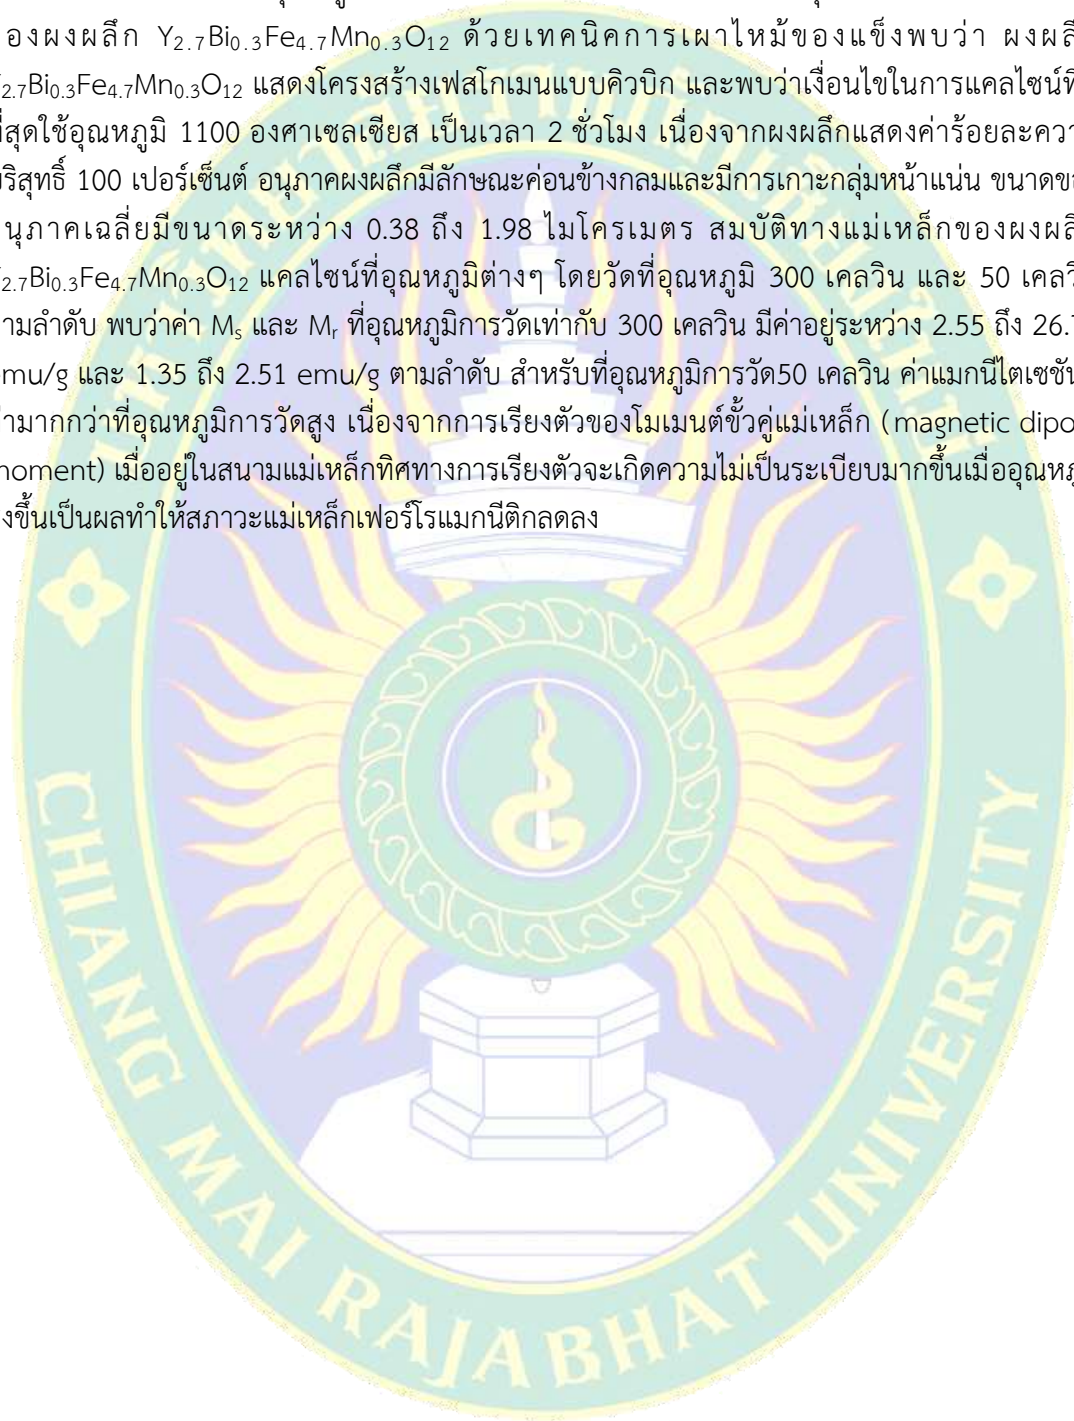 องผงผลึก Y2.7Bi0.3Fe4.7Mn0.3O12 ด้วยเทคนิคการเผาไหม้ของแข็งพบว่า ผงผลึ
2.7Bi0.3Fe4.7Mn0.3O12 แสดงโครงสร้างเฟสโกเมนแบบคิวบิก และพบว่าเงื่อนไขในการแคลไซน์ที่
ที่สุดใช้อุณหภูมิ 1100 องศาเซลเซียส เป็นเวลา 2 ชั่วโมง เนื่องจากผงผลึกแสดงค่าร้อยละควา
ริสุทธิ์ 100 เปอร์เซ็นต์ อนุภาคผงผลึกมีลักษณะค่อนข้างกลมและมีการเกาะกลุ่มหน้าแน่น ขนาดขอ
นุภาคเฉลี่ยมีขนาดระหว่าง 0.38 ถึง 1.98 ไมโครเมตร สมบัติทางแม่เหล็กของผงผลึ
2.7Bi0.3Fe4.7Mn0.3O12 แคลไซน์ที่อุณหภูมิต่างๆ โดยวัดที่อุณหภูมิ 300 เคลวิน และ 50 เคลวิ
ามลำดับ พบว่าค่า Ms และ Mr ที่อุณหภูมิการวัดเท่ากับ 300 เคลวิน มีค่าอยู่ระหว่าง 2.55 ถึง 26.7
emu/g และ 1.35 ถึง 2.51 emu/g ตามลำดับ สำหรับที่อุณหภูมิการวัด50 เคลวิน ค่าแมกนีไตเซชัน
่ามากกว่าที่อุณหภูมิการวัดสูง เนื่องจากการเรียงตัวของโมเมนต์ขั้วคู่แม่เหล็ก (magnetic dipo
moment) เมื่ออยู่ในสนามแม่เหล็กทิศทางการเรียงตัวจะเกิดความไม่เป็นระเบียบมากขึ้นเมื่ออุณหภู
งขึ้นเป็นผลทำให้สภาวะแม่เหล็กเฟอร์โรแมกนีติกลดลง
CHIANG MAI RAJABHAT UNIVERSITY